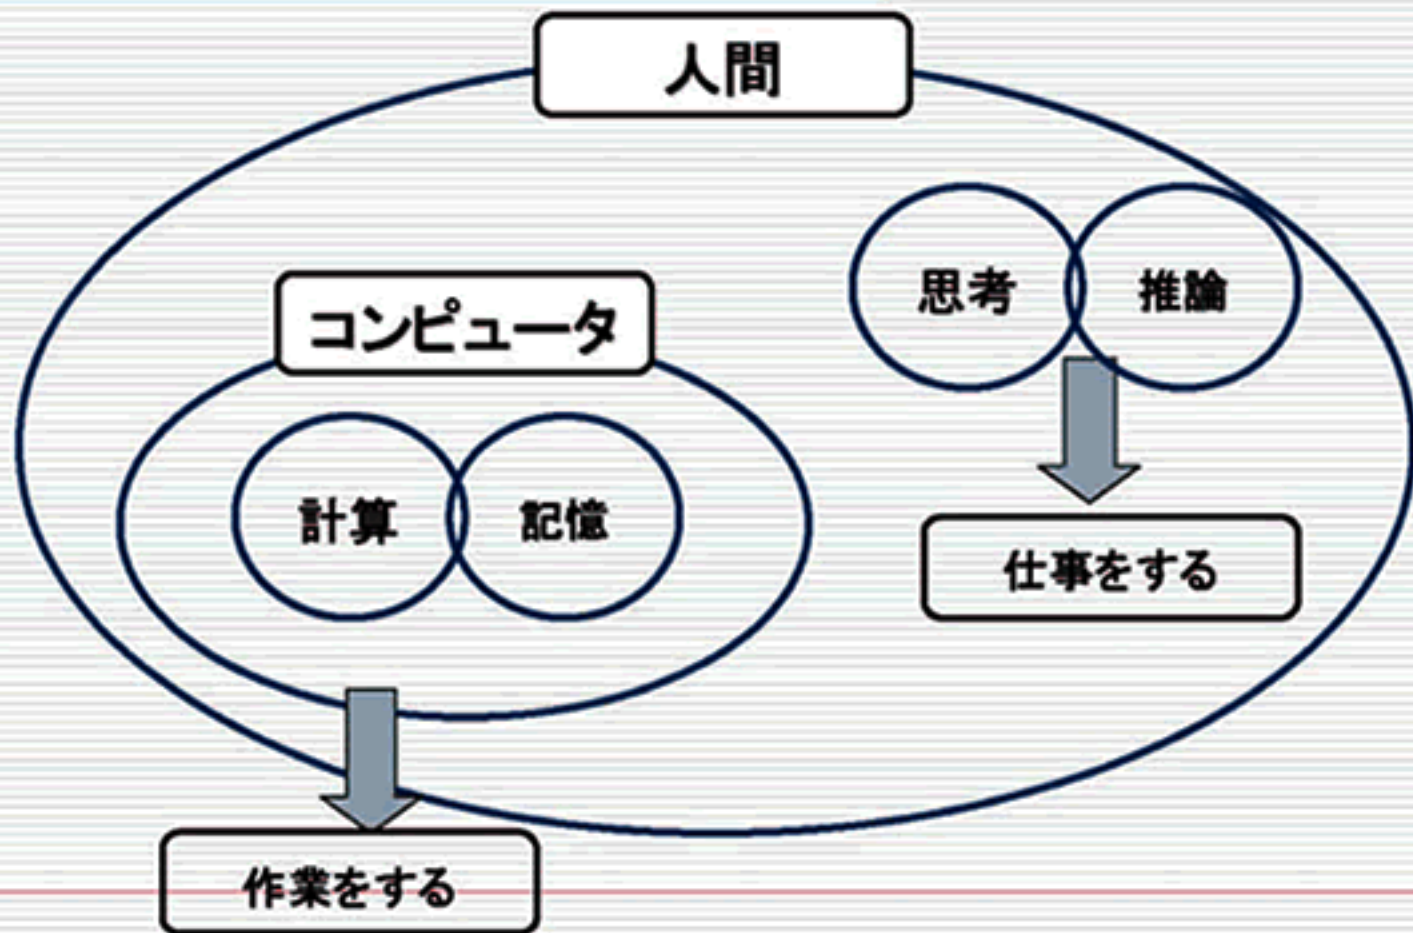 人間
思考
推論
コンピュータ
計算
記憶
仕事をする
作業をする